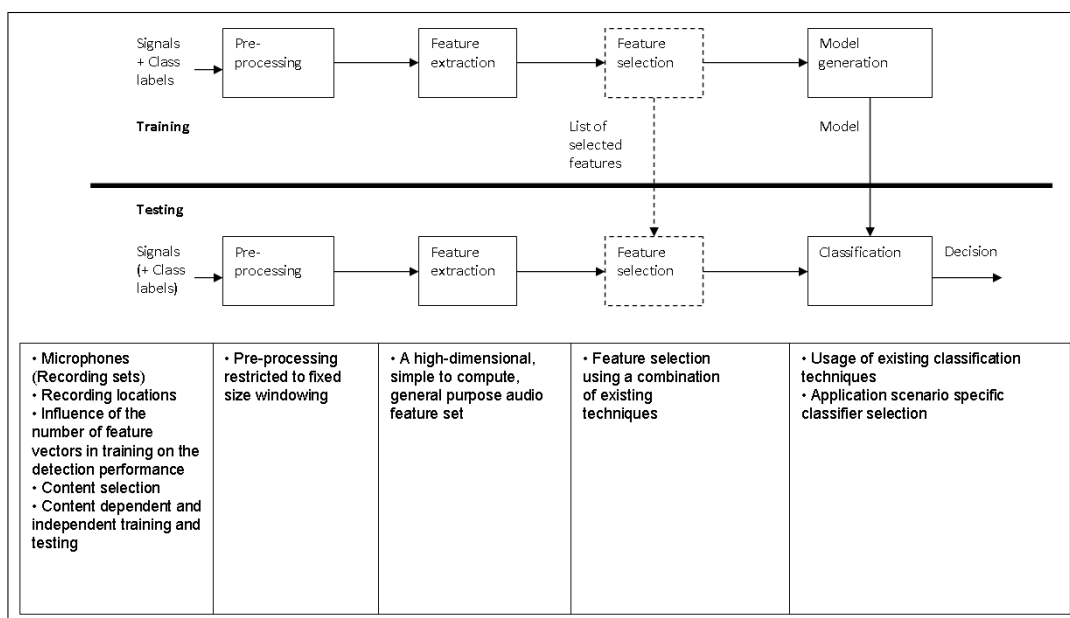 Signals
+ Class
labels
Pre-
processing
Feature
extraction
Feature
selection
Model
generation
Training
List of
selected
features
Model
Testing
Signals
(+ Class
labels)
Pre-
processing
Feature
extraction
Feature
selection
Classification
Decision
• Microphones
(Recording sets)
• Recording locations
• Influence of the
number of feature
vectors in training on the
detection performance
• Content selection
• Content dependent and
independent training and
testing
• Pre-processing
restricted to fixed
size windowing
• A high-dimensional,
simple to compute,
general purpose audio
feature set
• Feature selection
using a combination
of existing
techniques
• Usage of existing classification
techniques
• Application scenario specific
classifier selection